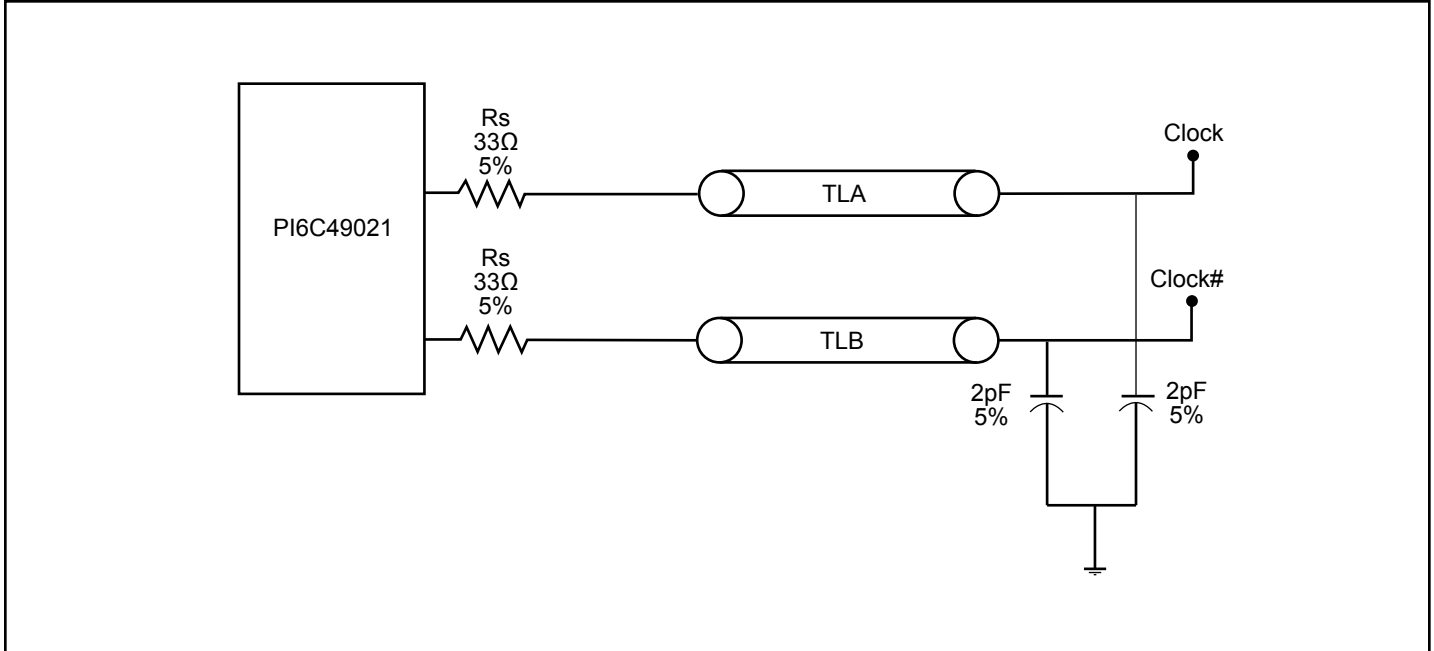 Rs
33Ω
5%
Clock
TLA
PI6C49021
Rs
33Ω
5%
Clock#
TLB
2pF
5%
2pF
5%